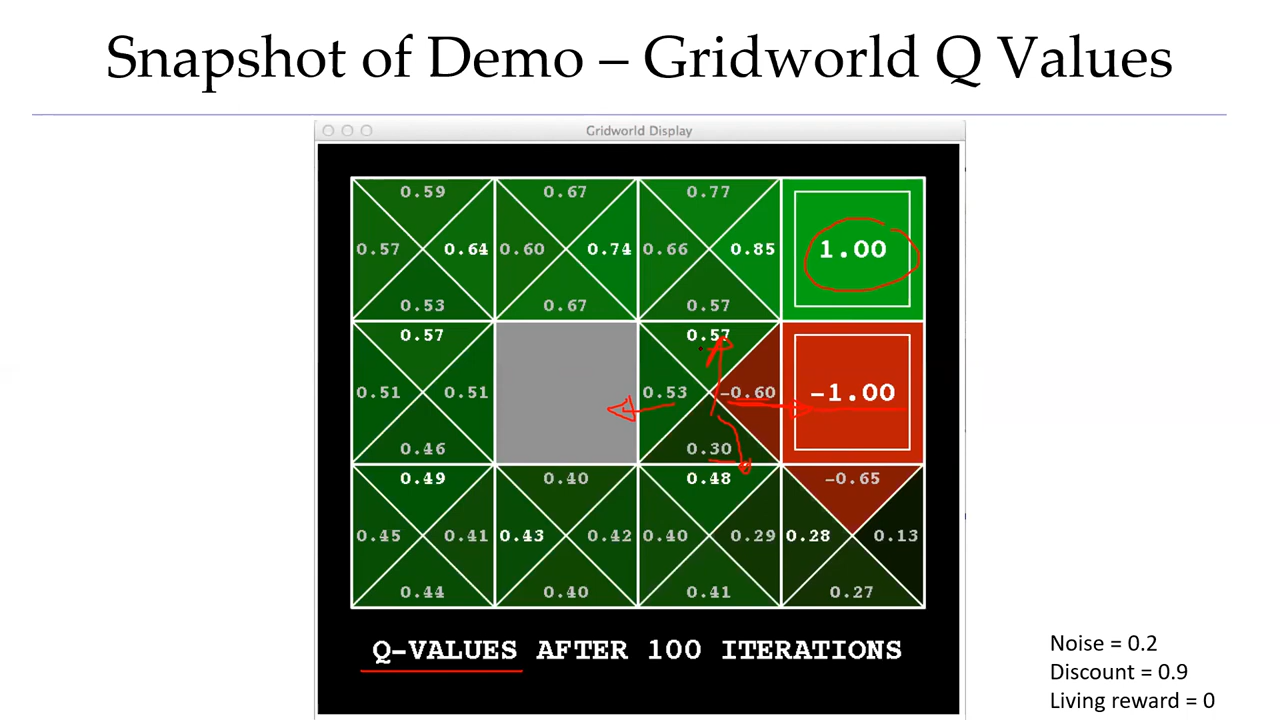 Snapshot of Demo – Gridworld Q Values
Gridworld Display
0.59 0.67 0.77
0.57 0.64 0.60 0.74 0.66 0.85 1.00
0.53 0.67 0.57
0.57 0.57
0.51 0.51 0.53 -0.60 -1.00
0.46 0.30
0.49 0.40 0.48 -0.65
0.45 0.41 0.43 0.42 0.40 0.29 0.28 0.13
0.44 0.40 0.41 0.27
Q-VALUES AFTER 100 ITERATIONS
Noise = 0.2
Discount = 0.9
Living reward = 0